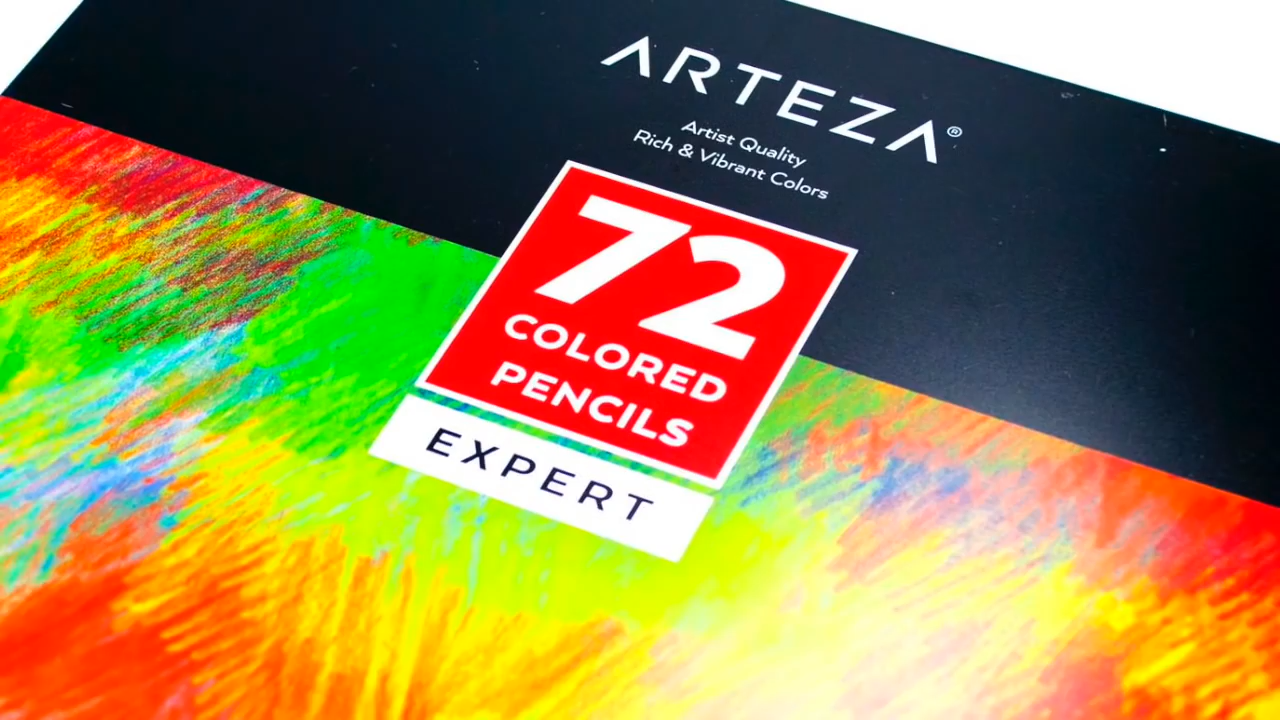 ARTEZA®
Artist Quality
Rich & Vibrant Colors
72
COLORED
PENCILS
EXPERT